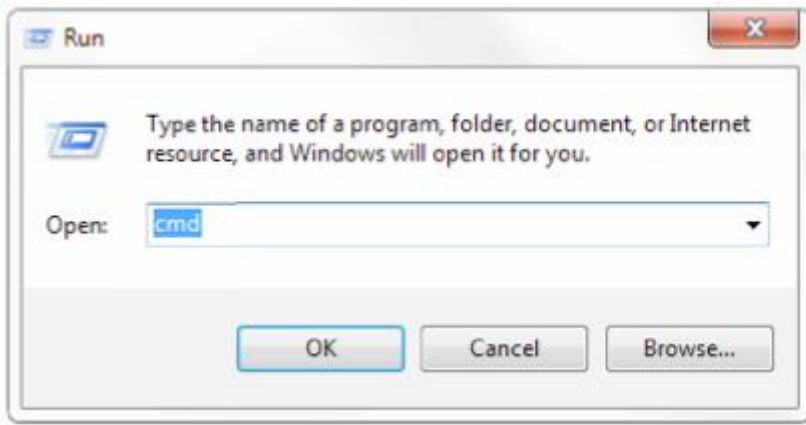 Run
Type the name of a program, folder, document, or Internet
resource, and Windows will open it for you.
Open: cmd
OK Cancel Browse...